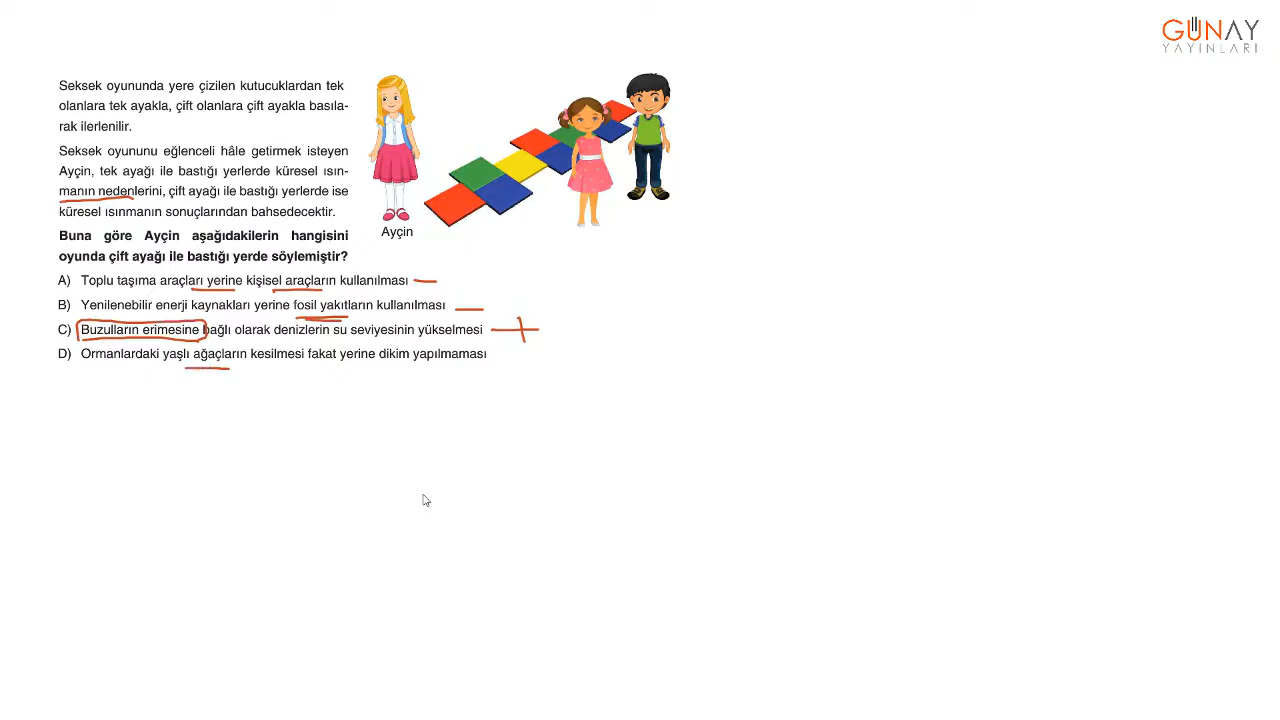 GÜNAY
YAYINLARI
Seksek oyununda yere çizilen kutucuklardan tek
olanlara tek ayakla, çift olanlara çift ayakla basıla-
rak ilerlenilir.
Seksek oyununu eğlenceli hâle getirmek isteyen
Ayçin, tek ayağı ile bastığı yerlerde küresel ısın-
manın nedenlerini, çift ayağı ile bastığı yerlerde ise
küresel ısınmanın sonuçlarından bahsedecektir.
Ayçin
Buna göre Ayçin aşağıdakilerin hangisini
oyunda çift ayağı ile bastığı yerde söylemiştir?
A) Toplu taşıma araçları yerine kişisel araçların kullanılması
B) Yenilenebilir enerji kaynakları yerine fosil yakıtların kullanılması
C) Buzulların erimesine bağlı olarak denizlerin su seviyesinin yükselmesi
D) Ormanlardaki yaşlı ağaçların kesilmesi fakat yerine dikim yapılmaması